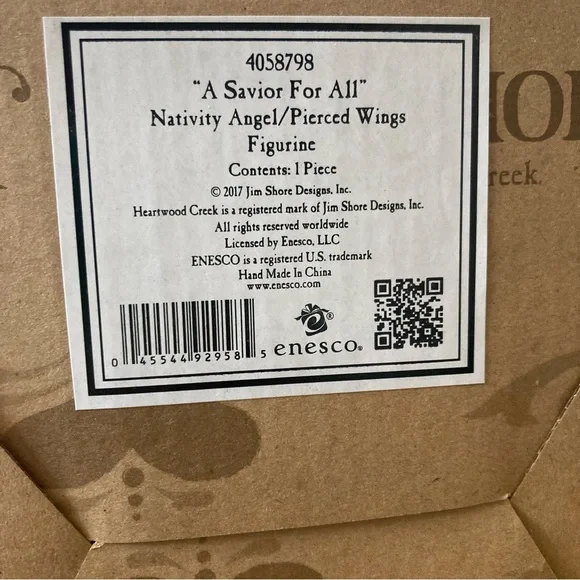 4058798
"A Savior For All"
Nativity Angel/Pierced Wings
Figurine
Contents: 1 Piece
© 2017 Jim Shore Designs, Inc.
Heartwood Creek is a registered mark of Jim Shore Designs, Inc.
All rights reserved worldwide
Licensed by Enesco, LLC
ENESCO is a registered U.S. trademark
Hand Made In China
www.enesco.com
0 45544 92958 5
enesco®
reek